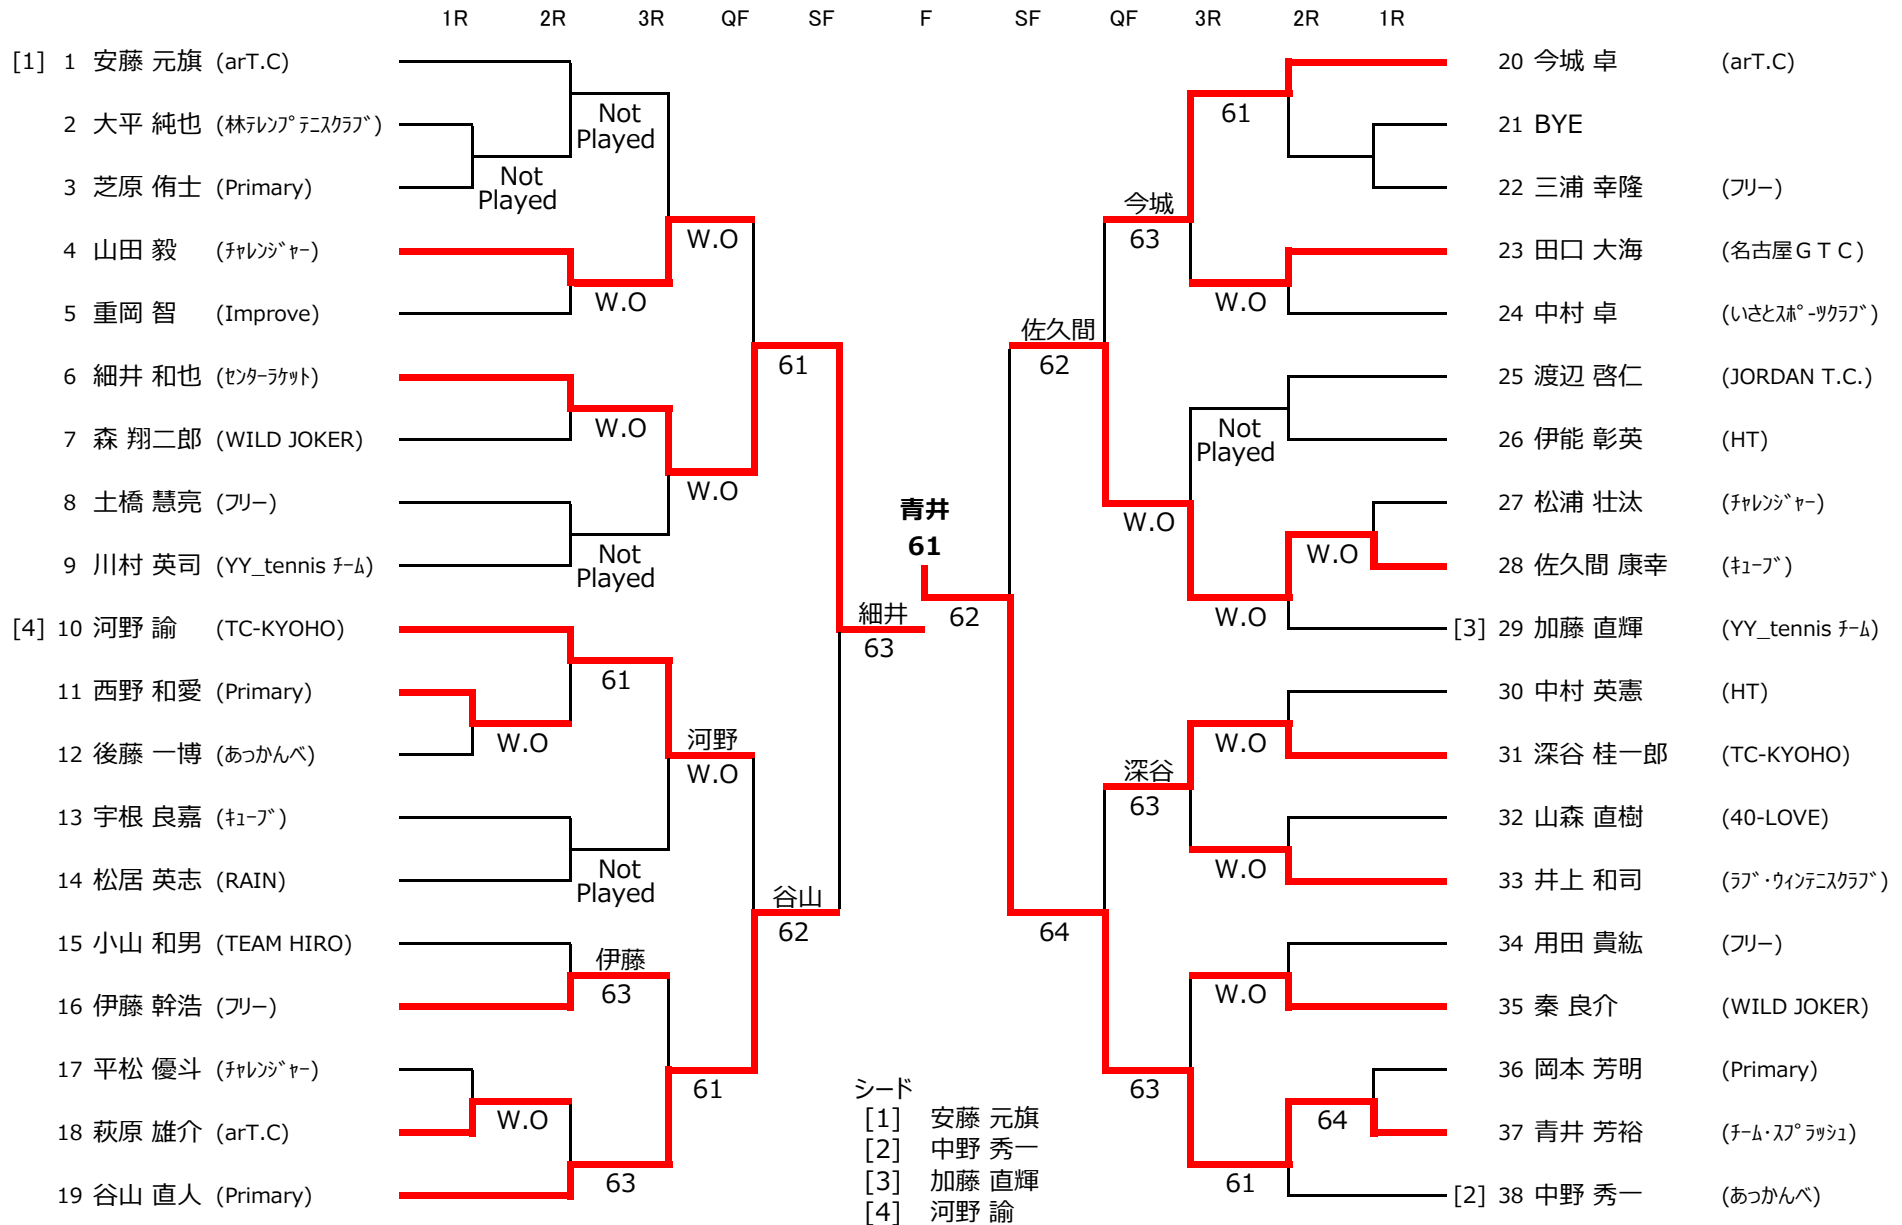 1R 2R 3R QF SF F SF QF 3R 2R 1R
[1] 1 安藤 元旗 (arT.C)
2 大平 純也 (林ﾃﾚﾝﾌﾟﾃﾆｽｸﾗﾌﾞ)
3 芝原 侑士 (Primary)
4 山田 毅 (ﾁｬﾚﾝｼﾞｬｰ)
5 重岡 智 (Improve)
6 細井 和也 (ｾﾝﾀｰﾗｹｯﾄ)
7 森 翔二郎 (WILD JOKER)
8 土橋 慧亮 (フリー)
9 川村 英司 (YY_tennis ﾁｰﾑ)
[4] 10 河野 諭 (TC-KYOHO)
11 西野 和愛 (Primary)
12 後藤 一博 (あっかんべ)
13 宇根 良嘉 (ｷｭｰﾌﾞ)
14 松居 英志 (RAIN)
15 小山 和男 (TEAM HIRO)
16 伊藤 幹浩 (フリー)
17 平松 優斗 (ﾁｬﾚﾝｼﾞｬｰ)
18 萩原 雄介 (arT.C)
19 谷山 直人 (Primary)
Not
Played
W.O
W.O
Not
Played
W.O
W.O
Not
Played
61
Not
Played
伊藤
63
63
W.O
W.O
河野
W.O
61
61
谷山
62
細井
63
青井
61
62
佐久間
62
64
今城
63
W.O
深谷
63
63
61
W.O
Not
Played
W.O
W.O
W.O
W.O
W.O
61
64
20 今城 卓 (arT.C)
21 BYE
22 三浦 幸隆 (フリー)
23 田口 大海 (名古屋ＧＴＣ)
24 中村 卓 (いさとｽﾎﾟｰﾂｸﾗﾌﾞ)
25 渡辺 啓仁 (JORDAN T.C.)
26 伊能 彰英 (HT)
27 松浦 壮汰 (ﾁｬﾚﾝｼﾞｬｰ)
28 佐久間 康幸 (ｷｭｰﾌﾞ)
[3] 29 加藤 直輝 (YY_tennis ﾁｰﾑ)
30 中村 英憲 (HT)
31 深谷 桂一郎 (TC-KYOHO)
32 山森 直樹 (40-LOVE)
33 井上 和司 (ﾗﾌﾞ･ｳｨﾝﾃﾆｽｸﾗﾌﾞ)
34 用田 貴紘 (フリー)
35 秦 良介 (WILD JOKER)
36 岡本 芳明 (Primary)
37 青井 芳裕 (ﾁｰﾑ･ｽﾌﾟﾗｯｼｭ)
[2] 38 中野 秀一 (あっかんべ)
シード
[1] 安藤 元旗
[2] 中野 秀一
[3] 加藤 直輝
[4] 河野 諭